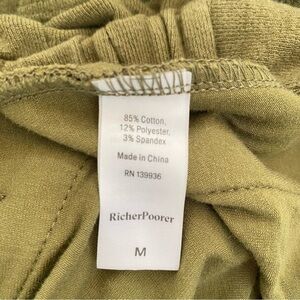 85% Cotton,
12% Polyester,
3% Spandex
Made in China
RN 139936
RicherPoorer
M